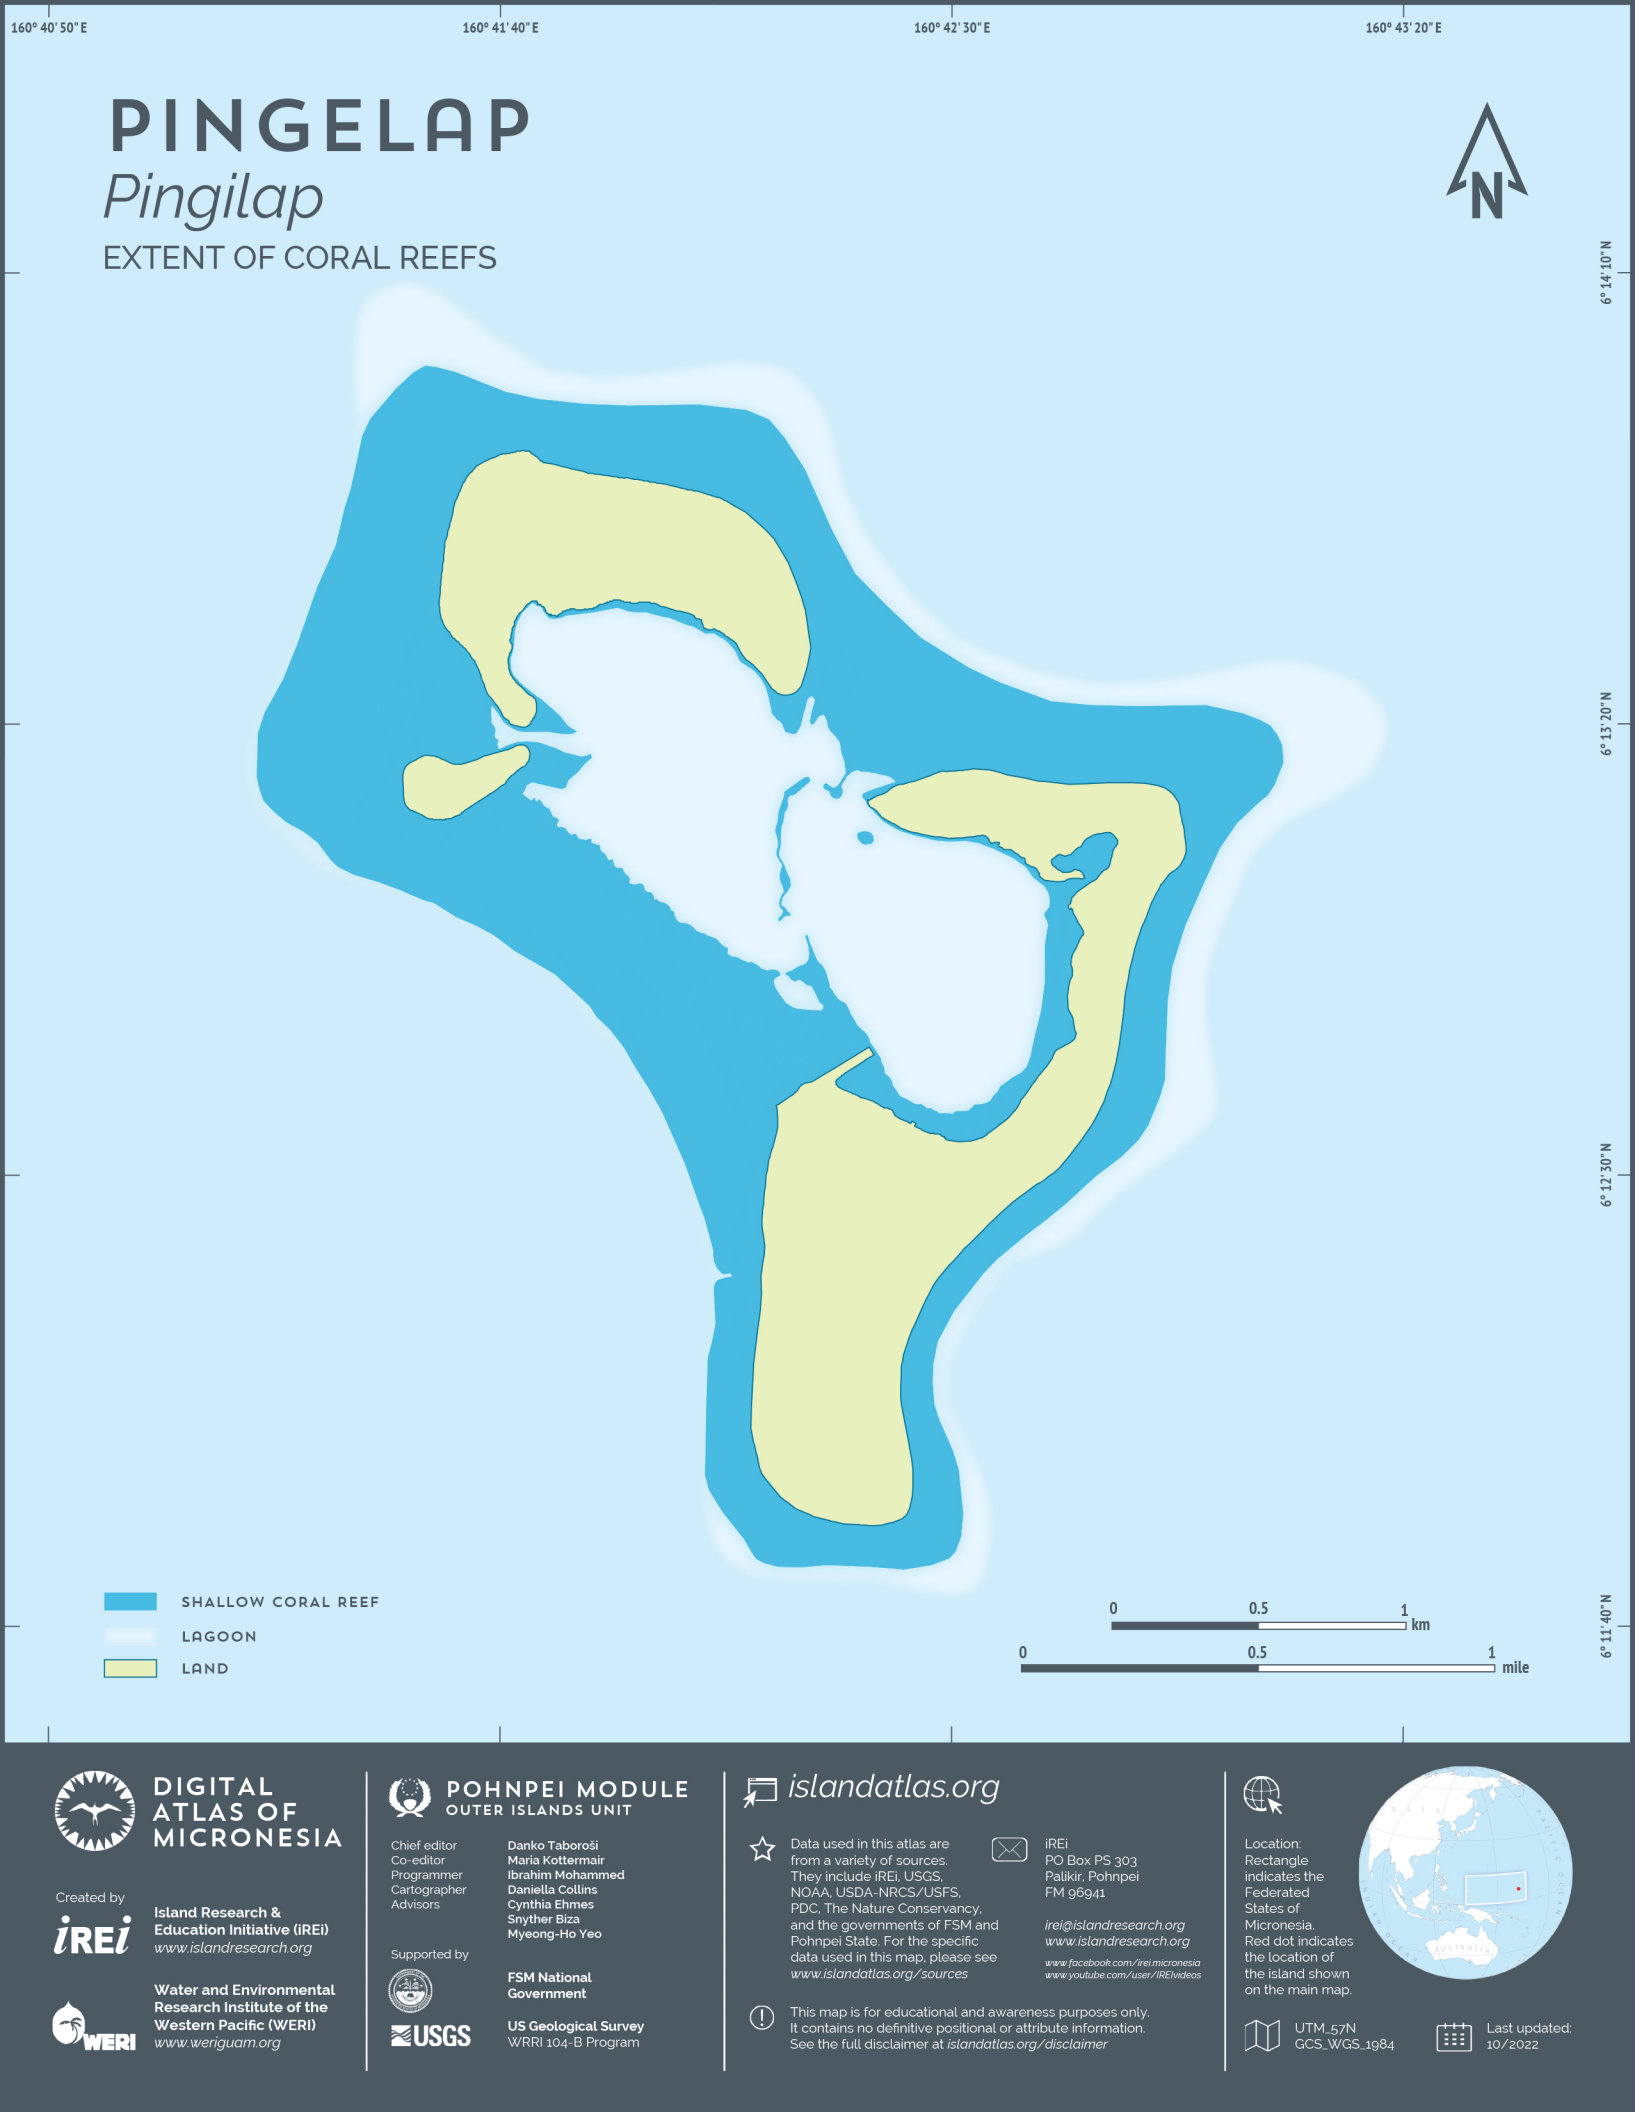 160° 40' 50" E
160° 41' 40" E
160° 42' 30" E
160° 43' 20" E
PINGELAP
Pingilap
EXTENT OF CORAL REEFS
N
6° 14' 10" N
6° 13' 20" N
6° 12' 30" N
6° 11' 40" N
SHALLOW CORAL REEF
LAGOON
LAND
0 0.5 1 km
0 0.5 1 mile
DIGITAL
ATLAS OF
MICRONESIA
Created by
iREi
Island Research &
Education Initiative (iREi)
www.islandresearch.org
WERI
Water and Environmental
Research Institute of the
Western Pacific (WERI)
www.weriguam.org
POHNPEI MODULE
OUTER ISLANDS UNIT
Chief editor Danko Taboroši
Co-editor Maria Kottermair
Programmer Ibrahim Mohammed
Cartographer Daniella Collins
Advisors Cynthia Ehmes
Snyther Biza
Myeong-Ho Yeo
Supported by
FSM National
Government
USGS
US Geological Survey
WRRI 104-B Program
islandatlas.org
Data used in this atlas are
from a variety of sources.
They include iREi, USGS,
NOAA, USDA-NRCS/USFS,
PDC, The Nature Conservancy,
and the governments of FSM and
Pohnpei State. For the specific
data used in this map, please see
www.islandatlas.org/sources
iREi
PO Box PS 303
Palikir, Pohnpei
FM 96941
irei@islandresearch.org
www.islandresearch.org
www.facebook.com/irei.micronesia
www.youtube.com/user/IREIvideos
This map is for educational and awareness purposes only.
It contains no definitive positional or attribute information.
See the full disclaimer at islandatlas.org/disclaimer
Location:
Rectangle
indicates the
Federated
States of
Micronesia.
Red dot indicates
the location of
the island shown
on the main map.
ASIA
PACIFIC OCEAN
INDIAN OCEAN
AUSTRALIA
UTM_57N
GCS_WGS_1984
Last updated:
10/2022